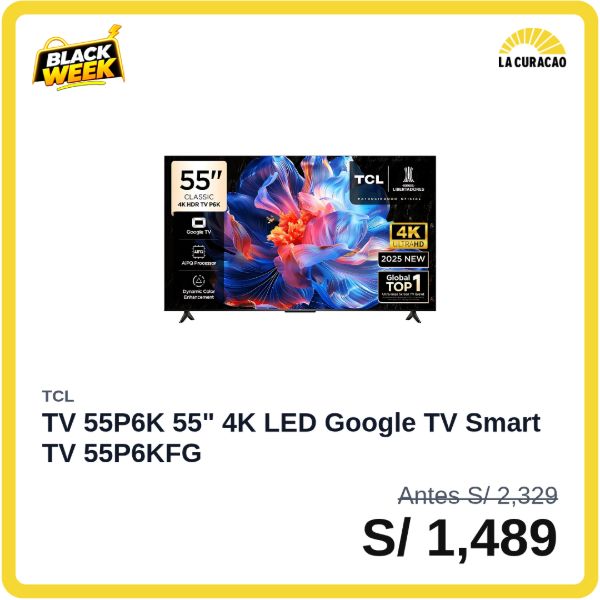 BLACK
WEEK
LA CURACAO
55"
CLASSIC
4K HDR TV P6K
Google TV
AiPQ Processor
Dynamic Color
Enhancement
TCL
LIBERTADORES
4K
ULTRA HD
2025 NEW
Global
TOP 1
TCL
TV 55P6K 55" 4K LED Google TV Smart
TV 55P6KFG
Antes S/ 2,329
S/ 1,489